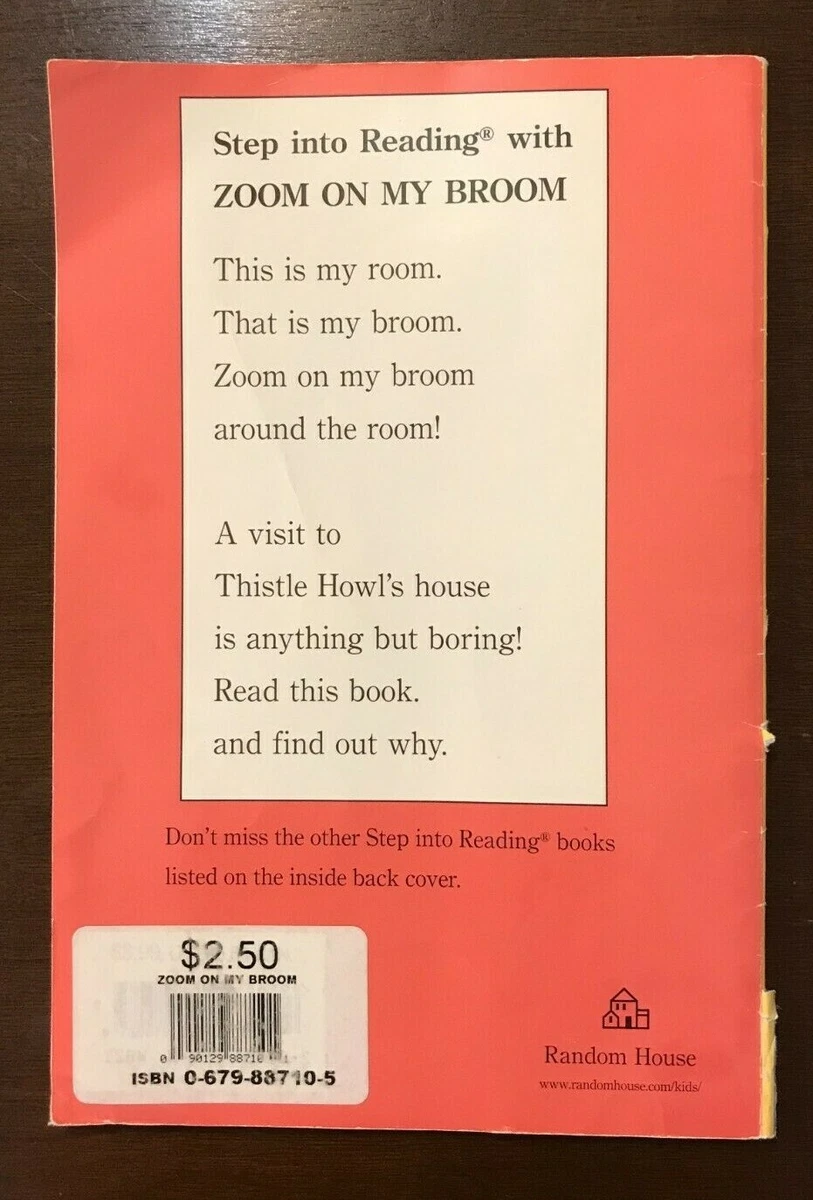 Step into Reading® with
ZOOM ON MY BROOM
This is my room.
That is my broom.
Zoom on my broom
around the room!
A visit to
Thistle Howl's house
is anything but boring!
Read this book.
and find out why.
Don't miss the other Step into Reading® books
listed on the inside back cover.
$2.50
ZOOM ON MY BROOM
0 90129 88710
ISBN 0-679-88710-5
Random House
www.randomhouse.com/kids/